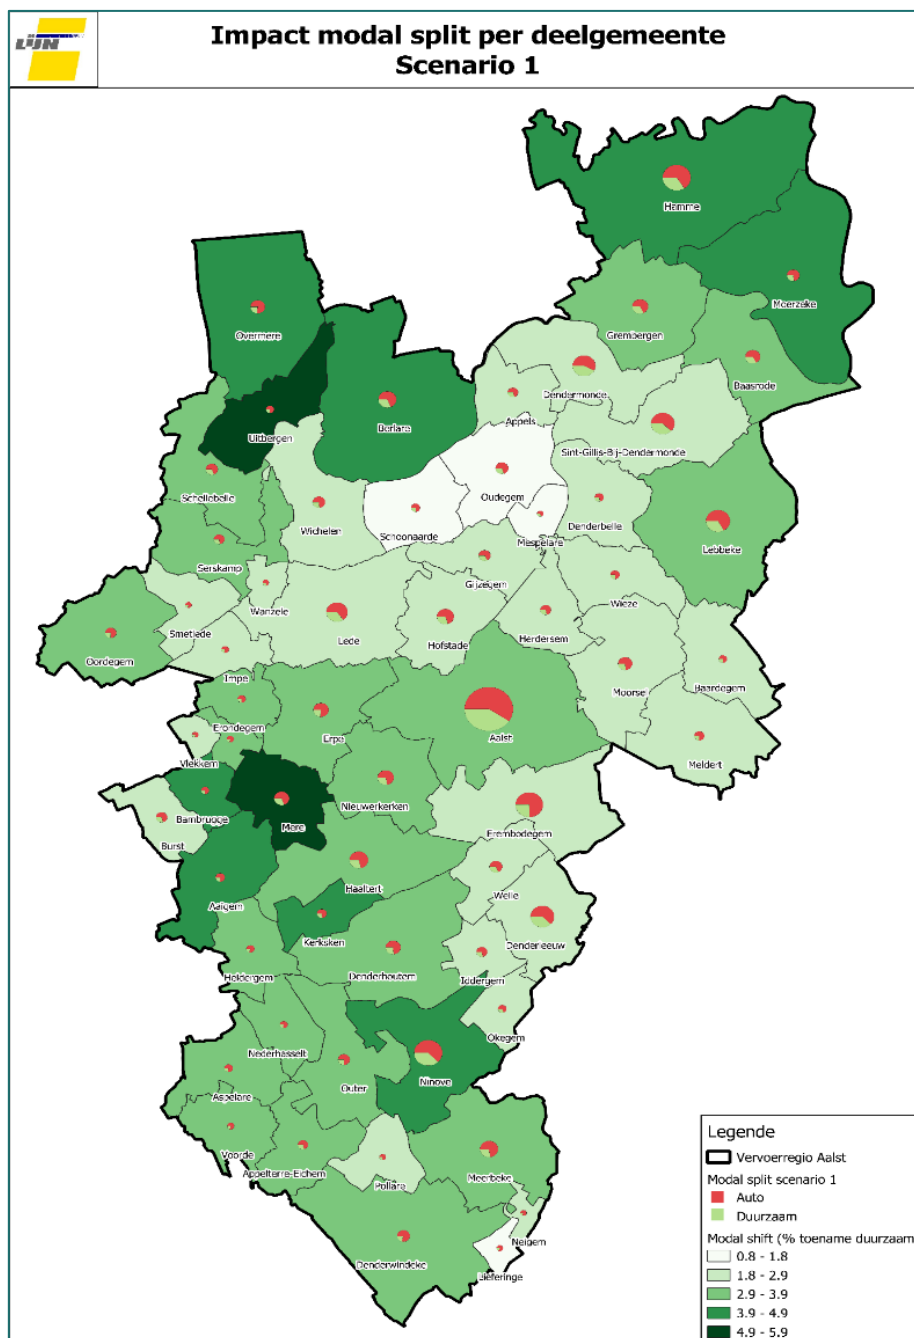 LIJN
Impact modal split per deelgemeente
Scenario 1
Hamme
Moerzeke
Overmere
Grembergen
Baasrode
Dendermonde
Appels
Berlare
Uitbergen
Sint-Gillis-Bij-Dendermonde
Schellebelle
Oudegem
Wichelen
Schoonaarde
Denderbelle
Mespelare
Lebbeke
Serskamp
Gijzegem
Wanzele
Wieze
Smetlede
Lede
Hofstade
Herdersem
Oordegem
Impe
Moorsel
Baardegem
Erondegem
Erpe
Aalst
Vlekkem
Meldert
Nieuwerkerken
Bambrugge
Mere
Erembodegem
Burst
Haaltert
Welle
Aaigem
Kerksken
Denderleeuw
Heldergem
Denderhoutem
Iddergem
Okegem
Nederhasselt
Ninove
Outer
Aspelare
Voorde
Appelterre-Eichem
Pollare
Meerbeke
Neigem
Denderwindeke
Lieferinge
Legende
Vervoerregio Aalst
Modal split scenario 1
Auto
Duurzaam
Modal shift (% toename duurzaam
0.8 - 1.8
1.8 - 2.9
2.9 - 3.9
3.9 - 4.9
4.9 - 5.9